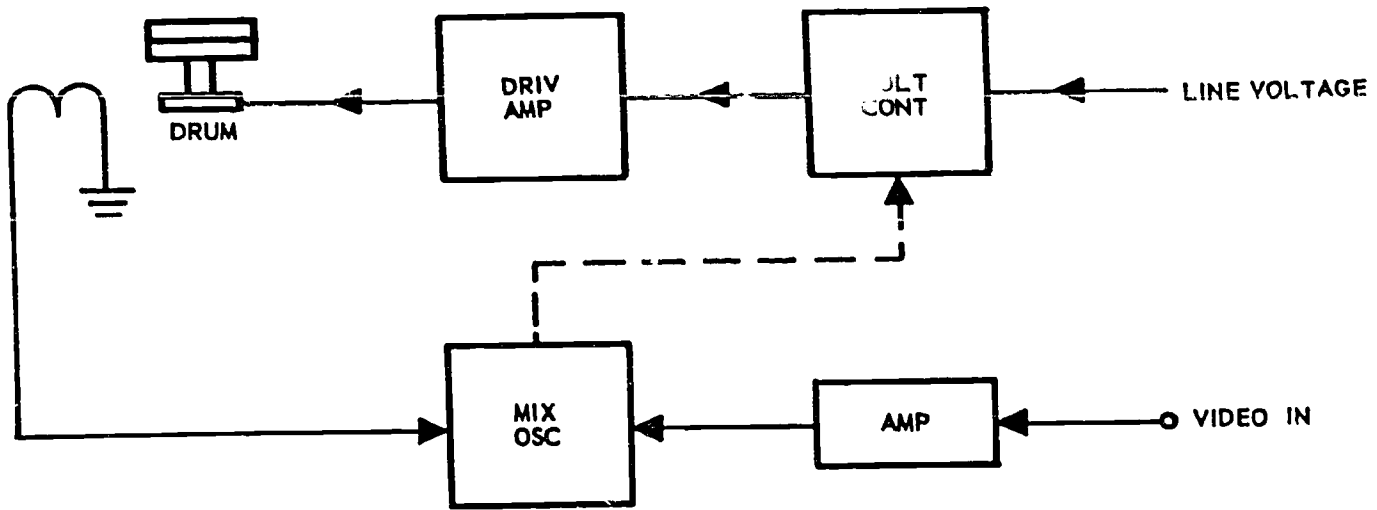 DRIV
AMP
CONT
LINE VOLTAGE
DRUM
MIX
OSC
AMP
VIDEO IN